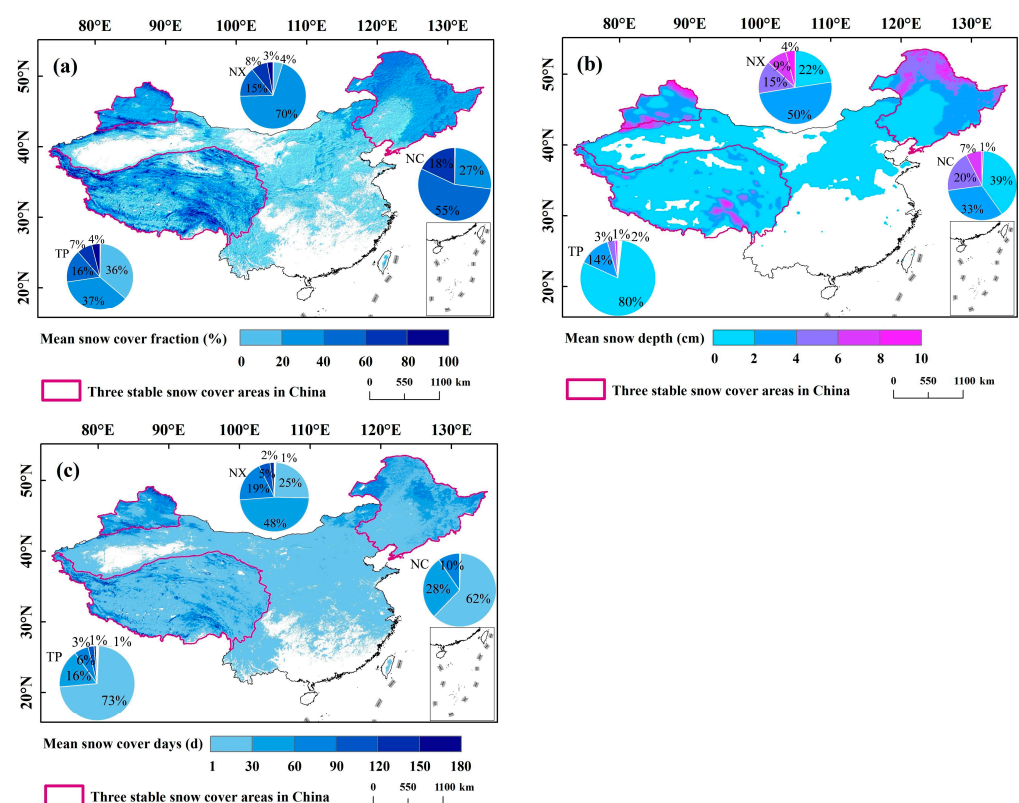 80°E 90°E 100°E 110°E 120°E 130°E
80°E 90°E 100°E 110°E 120°E 130°E
(a)
50°N
40°N
30°N
20°N
NX
8%
3%
4%
15%
70%
NC
18%
27%
55%
TP
7%
4%
16%
36%
37%
Mean snow cover fraction (%)
0 20 40 60 80 100
Three stable snow cover areas in China
0 550 1100 km
(b)
50°N
40°N
30°N
20°N
NX
4%
9%
22%
15%
50%
NC
7%
1%
20%
39%
33%
TP
3%
1%
2%
14%
80%
Mean snow depth (cm)
0 2 4 6 8 10
Three stable snow cover areas in China
0 550 1100 km
80°E 90°E 100°E 110°E 120°E 130°E
(c)
50°N
40°N
30°N
20°N
NX
2%
1%
5%
19%
25%
48%
NC
10%
28%
62%
TP
3%
1%
1%
6%
16%
73%
Mean snow cover days (d)
1 30 60 90 120 150 180
Three stable snow cover areas in China
0 550 1100 km